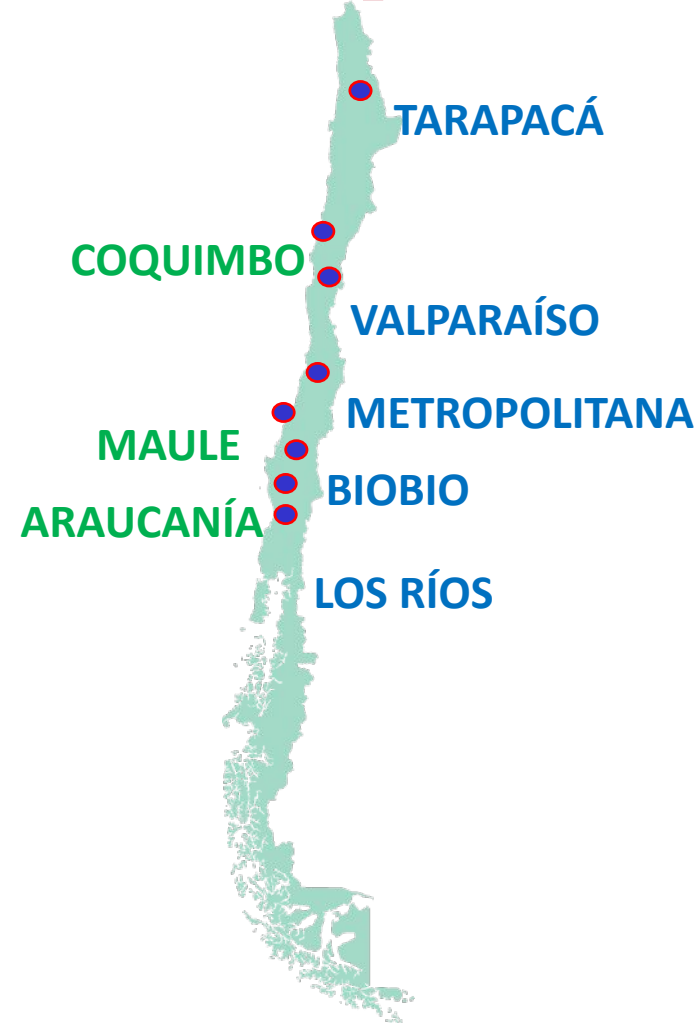 TARAPACÁ
COQUIMBO
VALPARAÍSO
METROPOLITANA
MAULE
BIOBIO
ARAUCANÍA
LOS RÍOS